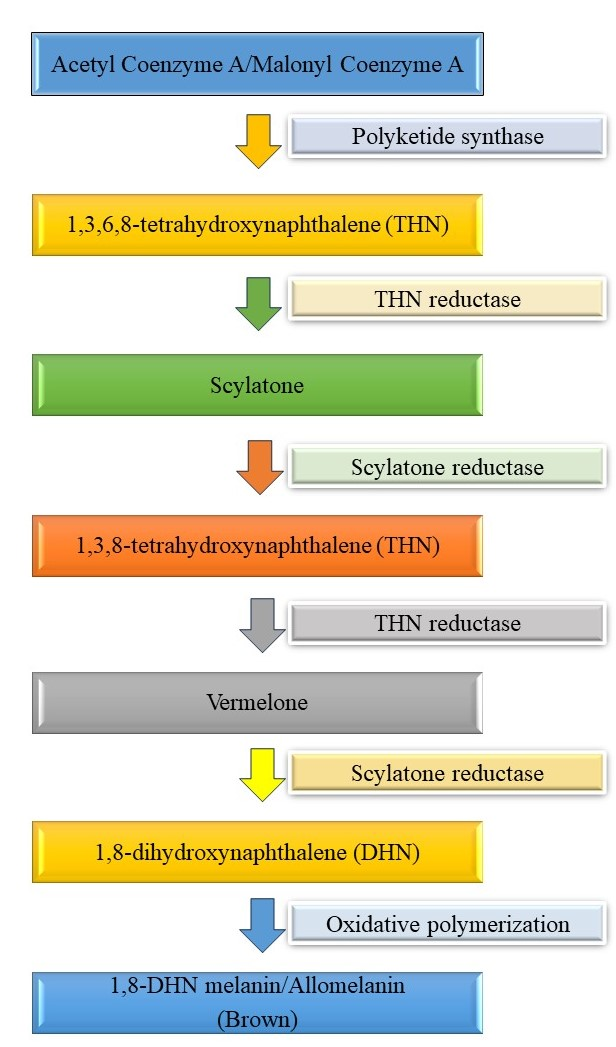 Acetyl Coenzyme A/Malonyl Coenzyme A
Polyketide synthase
1,3,6,8-tetrahydroxynaphthalene (THN)
THN reductase
Scylatone
Scylatone reductase
1,3,8-tetrahydroxynaphthalene (THN)
THN reductase
Vermelone
Scylatone reductase
1,8-dihydroxynaphthalene (DHN)
Oxidative polymerization
1,8-DHN melanin/Allomelanin
(Brown)